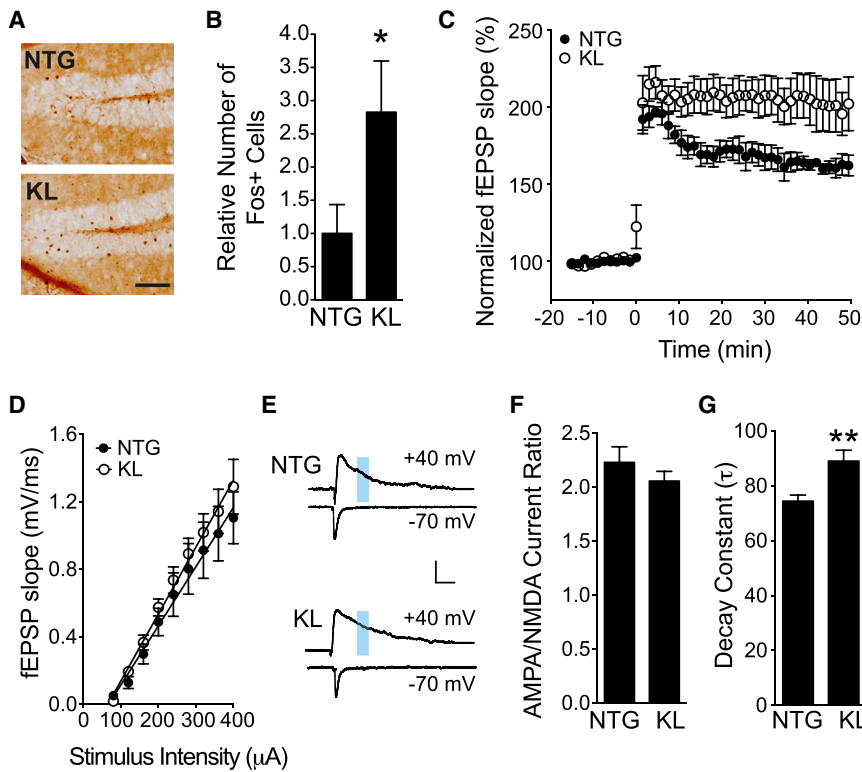 A
NTG
KL
B
Relative Number of
Fos+ Cells
4.0
3.5
3.0
2.5
2.0
1.5
1.0
0.5
0.0
*
NTG KL
C
Normalized fEPSP slope (%)
NTG
KL
250
200
150
100
-20 -10 0 10 20 30 40 50
Time (min)
D
fEPSP slope (mV/ms)
NTG
KL
1.6
1.2
0.8
0.4
0.0
0 100 200 300 400
Stimulus Intensity (μA)
E
NTG
+40 mV
-70 mV
KL
+40 mV
-70 mV
F
AMPA/NMDA Current Ratio
2.5
2.0
1.5
1.0
0.5
0.0
NTG KL
G
Decay Constant (τ)
100
80
60
40
20
0
**
NTG KL